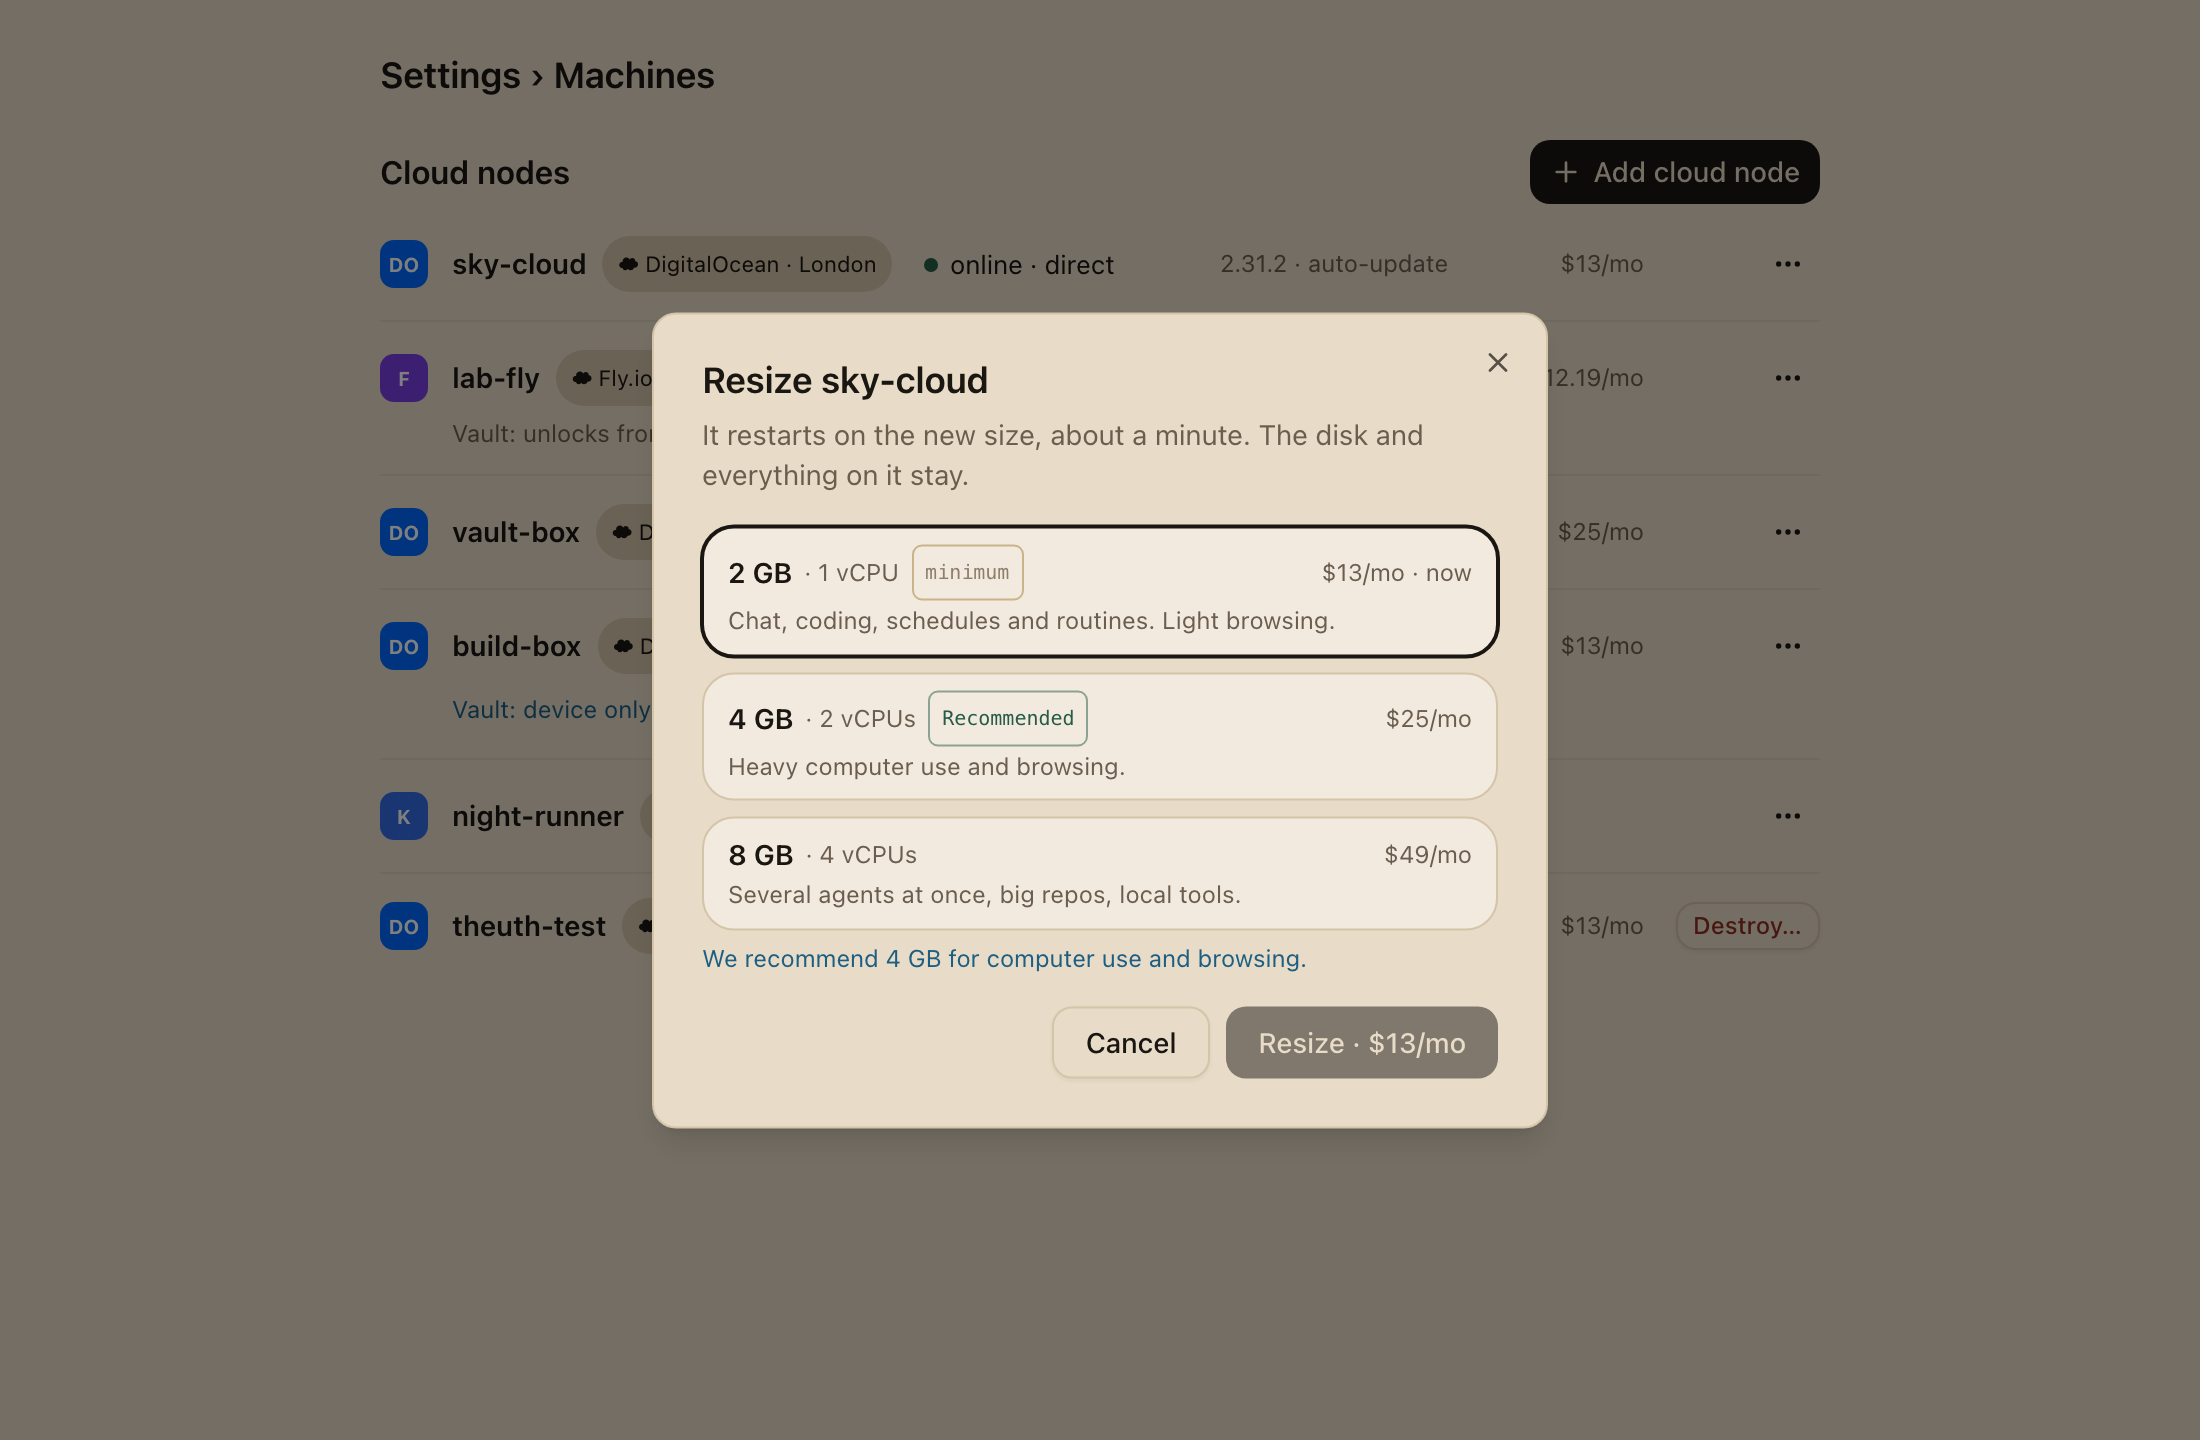 Settings › Machines
Cloud nodes
+ Add cloud node
DO sky-cloud DigitalOcean · London online · direct 2.31.2 · auto-update $13/mo
F lab-fly Fly.io 12.19/mo
Vault: unlocks from
DO vault-box D $25/mo
DO build-box D $13/mo
Vault: device only
K night-runner
DO theuth-test $13/mo Destroy...
Resize sky-cloud
It restarts on the new size, about a minute. The disk and
everything on it stay.
2 GB · 1 vCPU minimum $13/mo · now
Chat, coding, schedules and routines. Light browsing.
4 GB · 2 vCPUs Recommended $25/mo
Heavy computer use and browsing.
8 GB · 4 vCPUs $49/mo
Several agents at once, big repos, local tools.
We recommend 4 GB for computer use and browsing.
Cancel Resize · $13/mo